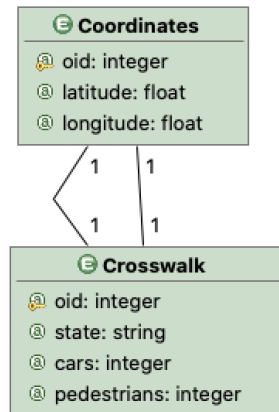 E Coordinates
a oid: integer
a latitude: float
a longitude: float
1 1
1 1
E Crosswalk
a oid: integer
a state: string
a cars: integer
a pedestrians: integer